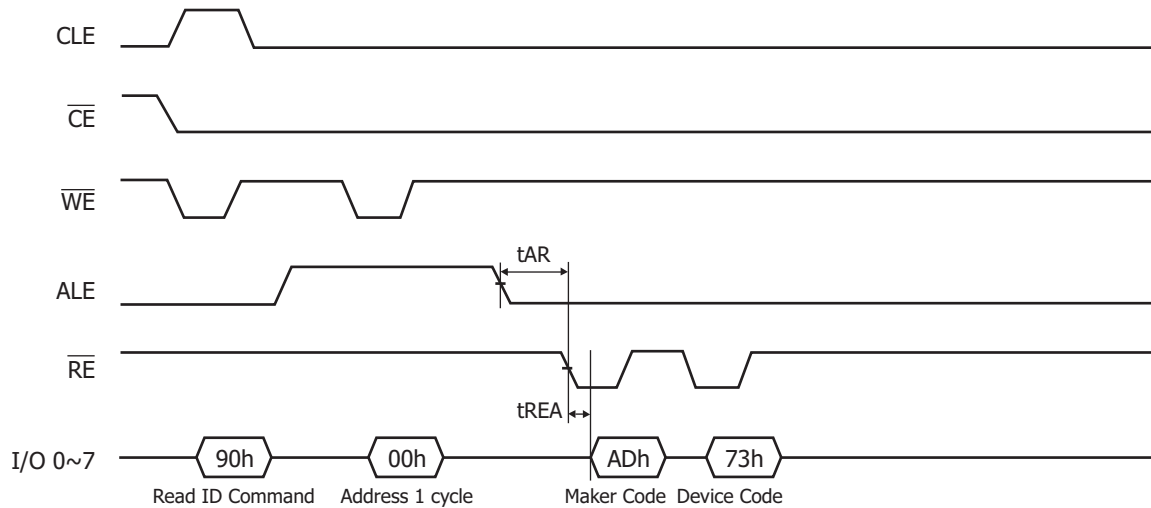 CLE
CE
WE
tAR
ALE
RE
tREA
I/O 0~7 90h 00h ADh 73h
Read ID Command Address 1 cycle Maker Code Device Code